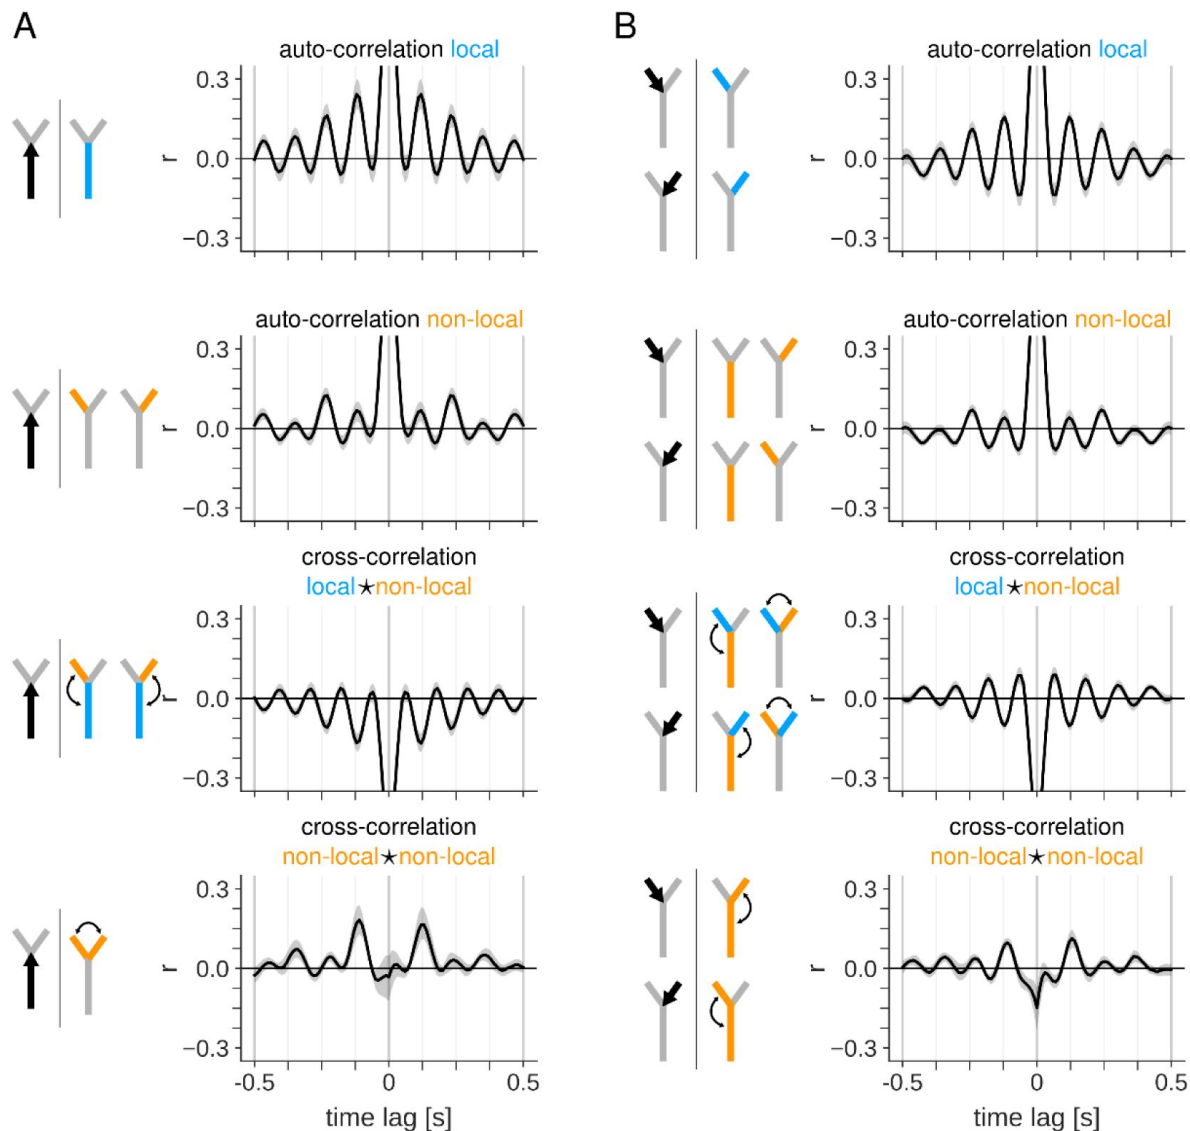 A
auto-correlation local
0.3
0.0
−0.3
r
auto-correlation non-local
0.3
0.0
−0.3
r
cross-correlation
local★non-local
0.3
0.0
−0.3
r
cross-correlation
non-local★non-local
0.3
0.0
−0.3
r
-0.5 0 0.5
time lag [s]
B
auto-correlation local
0.3
0.0
−0.3
r
auto-correlation non-local
0.3
0.0
−0.3
r
cross-correlation
local★non-local
0.3
0.0
−0.3
r
cross-correlation
non-local★non-local
0.3
0.0
−0.3
r
-0.5 0 0.5
time lag [s]